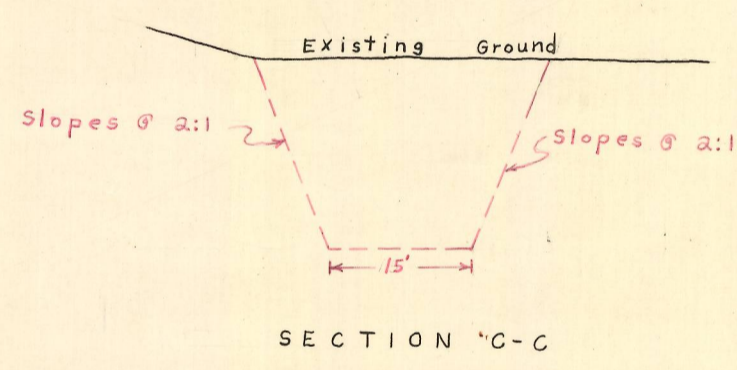 Existing Ground
Slopes @ 2:1
Slopes @ 2:1
15'
SECTION "C-C